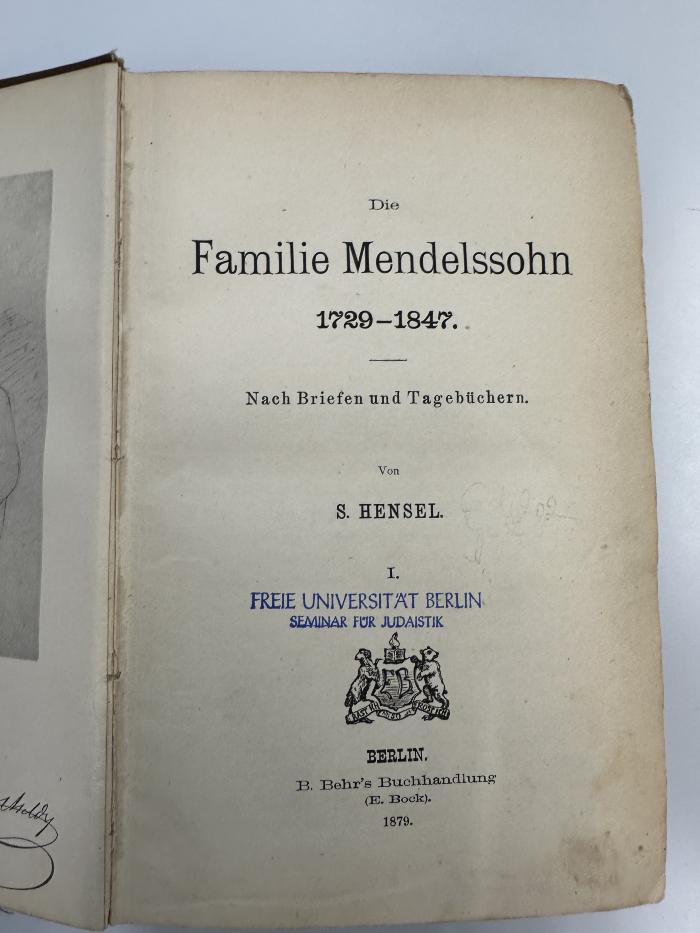 Die
Familie Mendelssohn
1729-1847.
Nach Briefen und Tagebüchern.
Von
S. HENSEL.
I.
FREIE UNIVERSITÄT BERLIN
SEMINAR FÜR JUDAISTIK
BERLIN.
B. Behr's Buchhandlung
(E. Bock).
1879.